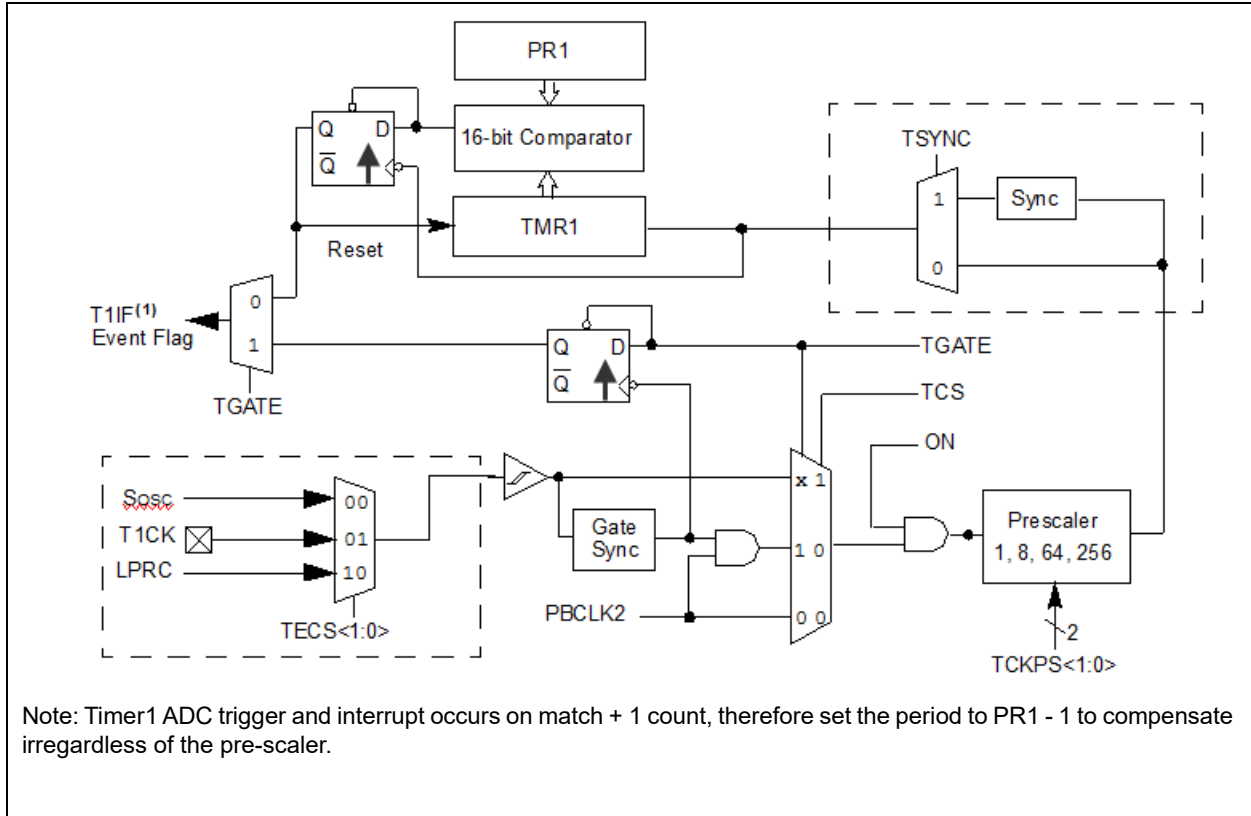 PR1
Q D
16-bit Comparator
Q
TSYNC
1
Sync
TMR1
Reset
0
T1IF(1)
Event Flag
0
1
Q D
Q
TGATE
TGATE
TCS
ON
Sosc
00
T1CK
01
LPRC
10
TECS<1:0>
x 1
Gate
Sync
1 0
PBCLK2
0 0
Prescaler
1, 8, 64, 256
2
TCKPS<1:0>
Note: Timer1 ADC trigger and interrupt occurs on match + 1 count, therefore set the period to PR1 - 1 to compensate
irregardless of the pre-scaler.